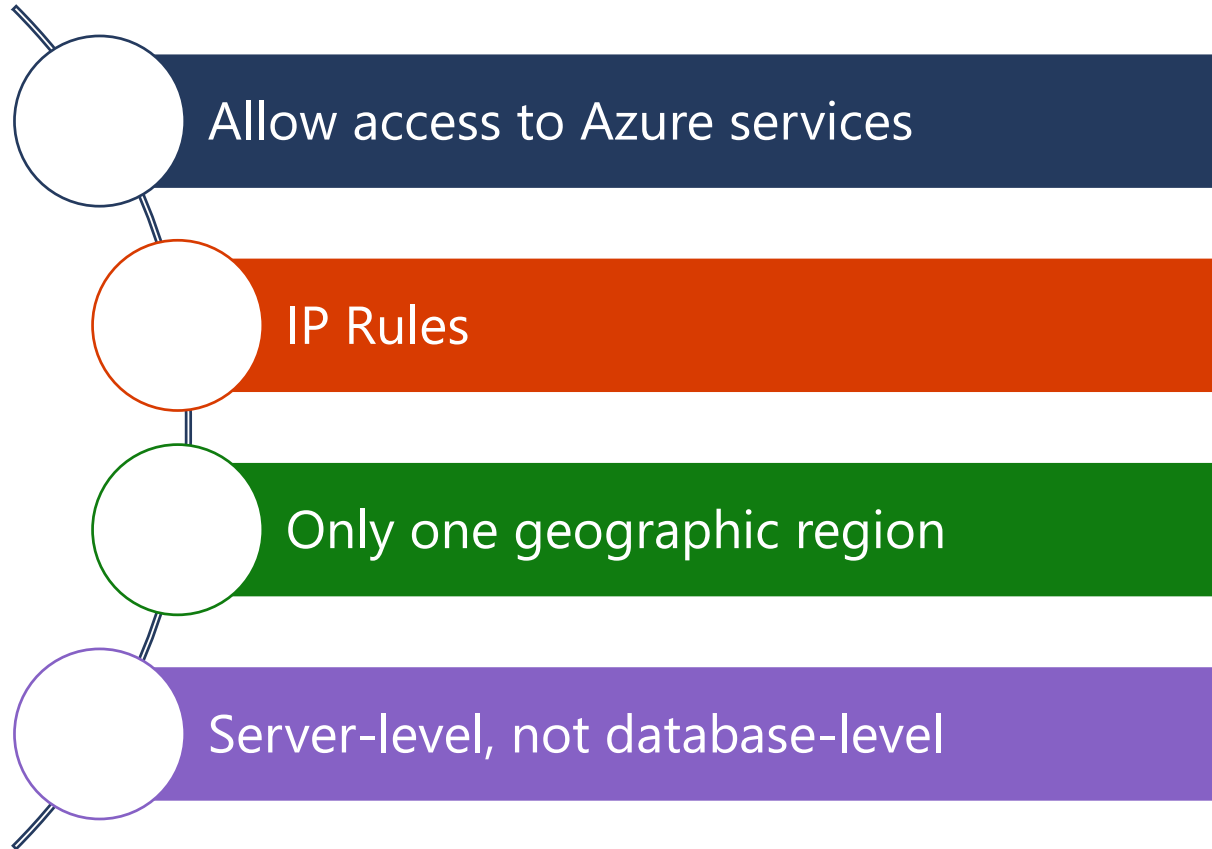 Allow access to Azure services
IP Rules
Only one geographic region
Server-level, not database-level